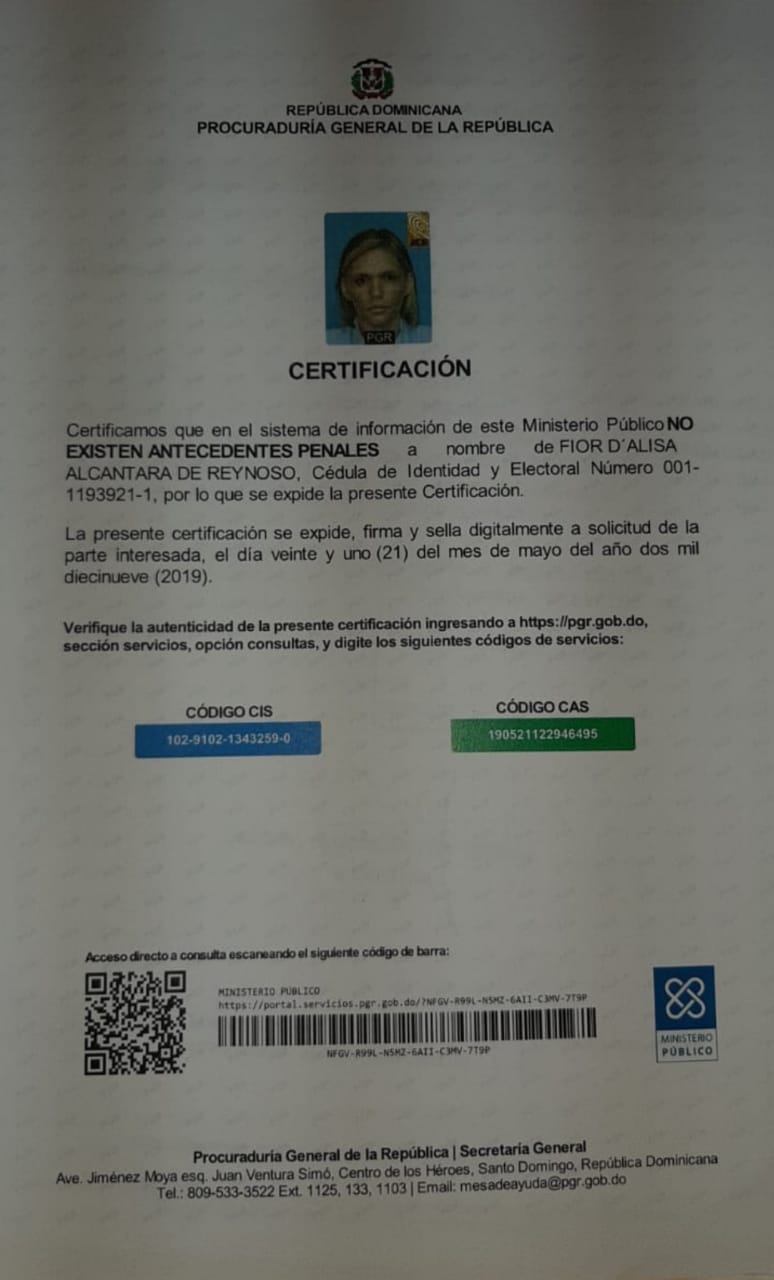 REPÚBLICA DOMINICANA
PROCURADURÍA GENERAL DE LA REPÚBLICA
PGR
CERTIFICACIÓN
Certificamos que en el sistema de información de este Ministerio Público NO
EXISTEN ANTECEDENTES PENALES a nombre de FIOR D´ALISA
ALCANTARA DE REYNOSO, Cédula de Identidad y Electoral Número 001-
1193921-1, por lo que se expide la presente Certificación.
La presente certificación se expide, firma y sella digitalmente a solicitud de la
parte interesada, el día veinte y uno (21) del mes de mayo del año dos mil
diecinueve (2019).
Verifique la autenticidad de la presente certificación ingresando a https://pgr.gob.do,
sección servicios, opción consultas, y digite los siguientes códigos de servicios:
CÓDIGO CIS
102-9102-1343259-0
CÓDIGO CAS
190521122946495
Acceso directo a consulta escaneando el siguiente código de barra:
MINISTERIO PÚBLICO
https://portal.servicios.pgr.gob.do/?NFGV-R99L-N5MZ-6AII-C3MV-7T9P
NFGV-R99L-N5MZ-6AII-C3MV-7T9P
MINISTERIO
PÚBLICO
Procuraduría General de la República | Secretaría General
Ave. Jiménez Moya esq. Juan Ventura Simó, Centro de los Héroes, Santo Domingo, República Dominicana
Tel.: 809-533-3522 Ext. 1125, 133, 1103 | Email: mesadeayuda@pgr.gob.do